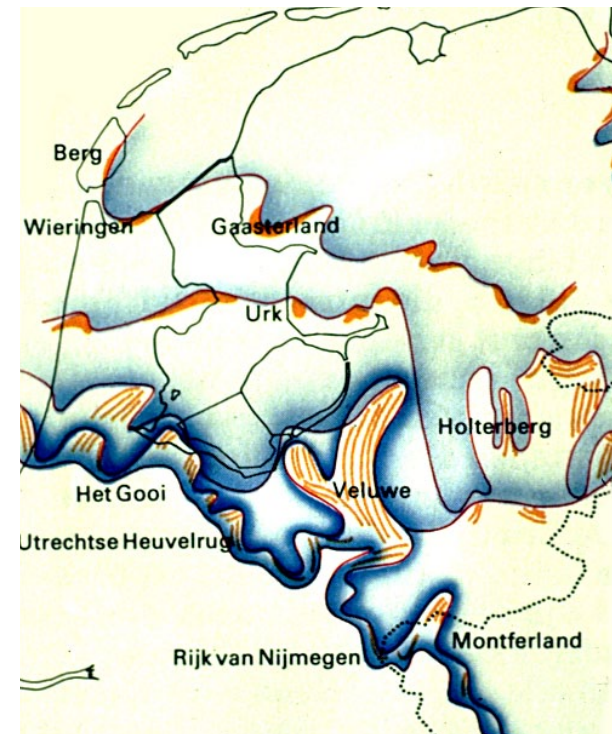 Berg
Wieringen
Gaasterland
Urk
Holterberg
Het Gooi
Veluwe
Utrechtse Heuvelrug
Rijk van Nijmegen
Montferland